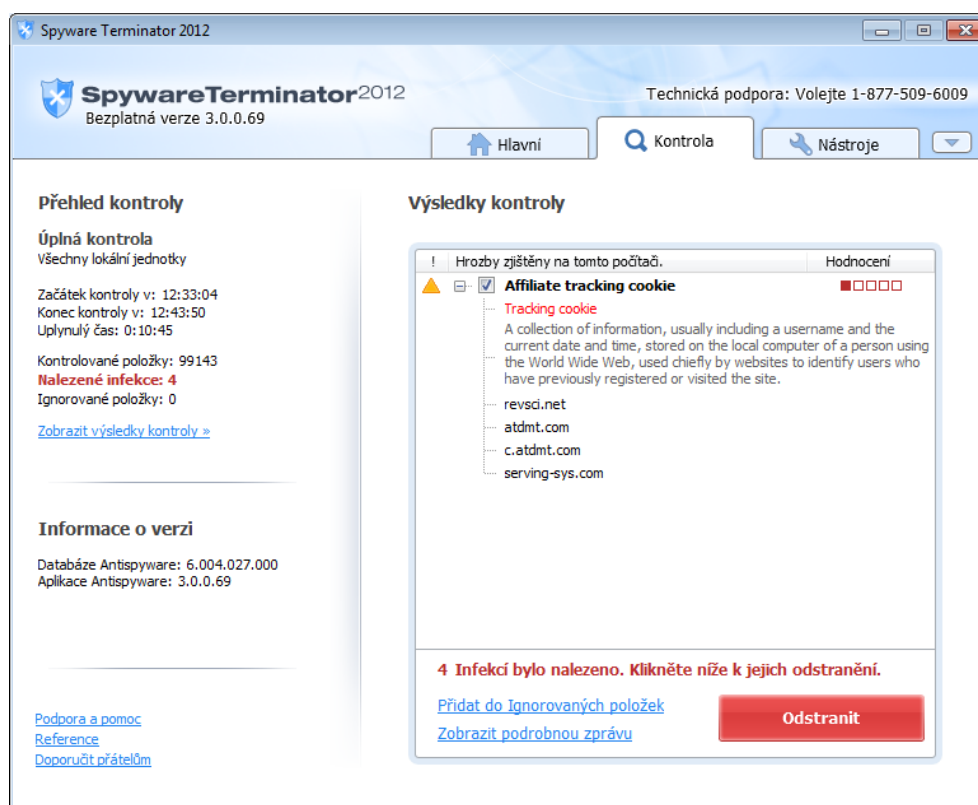 Spyware Terminator 2012
SpywareTerminator2012
Bezplatná verze 3.0.0.69
Technická podpora: Volejte 1-877-509-6009
Hlavní
Kontrola
Nástroje
Přehled kontroly
Úplná kontrola
Všechny lokální jednotky
Začátek kontroly v: 12:33:04
Konec kontroly v: 12:43:50
Uplynulý čas: 0:10:45
Kontrolované položky: 99143
Nalezené infekce: 4
Ignorované položky: 0
Zobrazit výsledky kontroly »
Informace o verzi
Databáze Antispyware: 6.004.027.000
Aplikace Antispyware: 3.0.0.69
Podpora a pomoc
Reference
Doporučit přátelům
Výsledky kontroly
! Hrozby zjištěny na tomto počítači. Hodnocení
Affiliate tracking cookie
Tracking cookie
A collection of information, usually including a username and the
current date and time, stored on the local computer of a person using
the World Wide Web, used chiefly by websites to identify users who
have previously registered or visited the site.
revsci.net
atdmt.com
c.atdmt.com
serving-sys.com
4 Infekcí bylo nalezeno. Klikněte níže k jejich odstranění.
Přidat do Ignorovaných položek
Zobrazit podrobnou zprávu
Odstranit